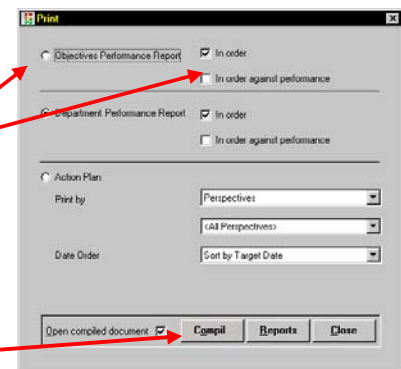 Print
Objectives Performance Report In order
In order against performance
Department Performance Report In order
In order against performance
Action Plan
Print by Perspectives
<All Perspectives>
Date Order Sort by Target Date
Open compiled document Compil Reports Close